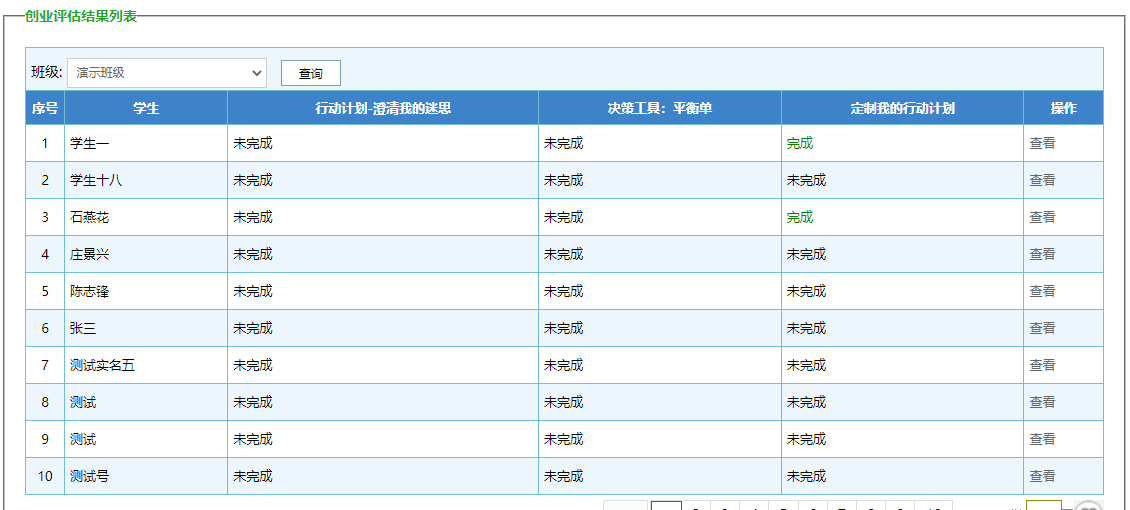 创业评估结果列表
班级: 演示班级 查询
序号 学生 行动计划-澄清我的迷思 决策工具：平衡单 定制我的行动计划 操作
1 学生一 未完成 未完成 完成 查看
2 学生十八 未完成 未完成 未完成 查看
3 石燕花 未完成 未完成 完成 查看
4 庄景兴 未完成 未完成 未完成 查看
5 陈志锋 未完成 未完成 未完成 查看
6 张三 未完成 未完成 未完成 查看
7 测试实名五 未完成 未完成 未完成 查看
8 测试 未完成 未完成 未完成 查看
9 测试 未完成 未完成 未完成 查看
10 测试号 未完成 未完成 未完成 查看